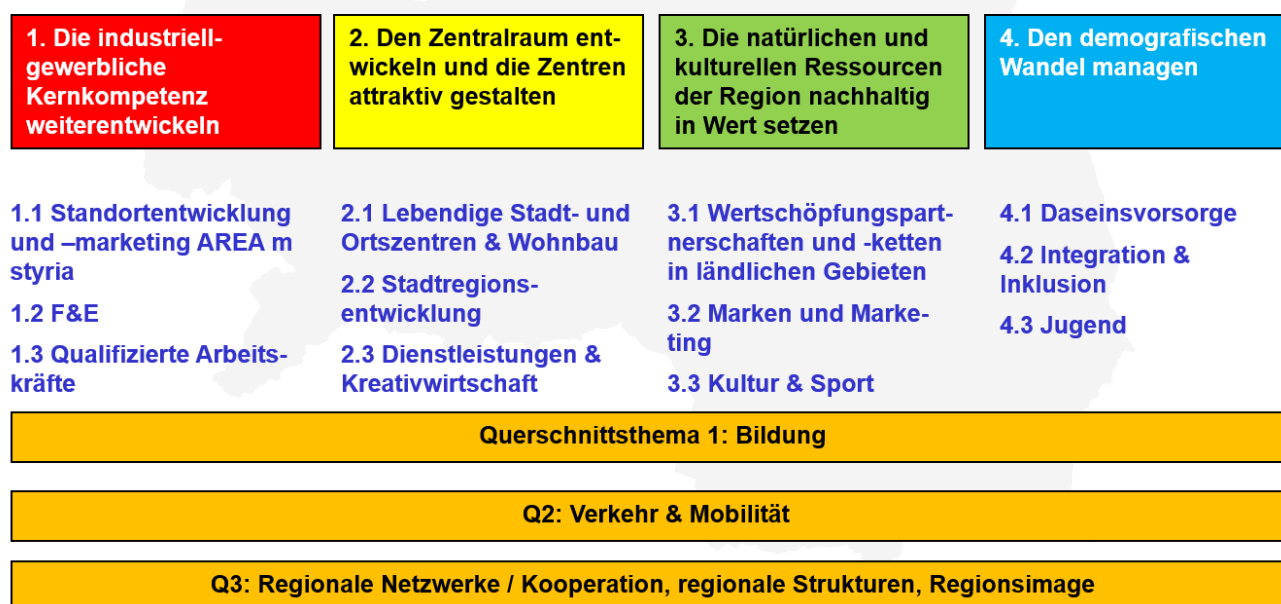 1. Die industriell-
gewerbliche
Kernkompetenz
weiterentwickeln
2. Den Zentralraum ent-
wickeln und die Zentren
attraktiv gestalten
3. Die natürlichen und
kulturellen Ressourcen
der Region nachhaltig
in Wert setzen
4. Den demografischen
Wandel managen
1.1 Standortentwicklung
und –marketing AREA m
styria
1.2 F&E
1.3 Qualifizierte Arbeits-
kräfte
2.1 Lebendige Stadt- und
Ortszentren & Wohnbau
2.2 Stadtregions-
entwicklung
2.3 Dienstleistungen &
Kreativwirtschaft
3.1 Wertschöpfungspart-
nerschaften und -ketten
in ländlichen Gebieten
3.2 Marken und Marke-
ting
3.3 Kultur & Sport
4.1 Daseinsvorsorge
4.2 Integration &
Inklusion
4.3 Jugend
Querschnittsthema 1: Bildung
Q2: Verkehr & Mobilität
Q3: Regionale Netzwerke / Kooperation, regionale Strukturen, Regionsimage